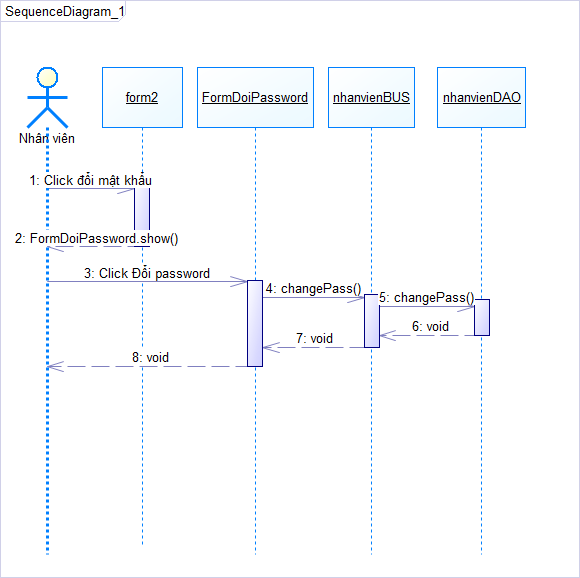 SequenceDiagram_1
form2
FormDoiPassword
nhanvienBUS
nhanvienDAO
Nhân viên
1: Click đổi mật khẩu
2: FormDoiPassword.show()
3: Click Đổi password
4: changePass()
5: changePass()
6: void
7: void
8: void